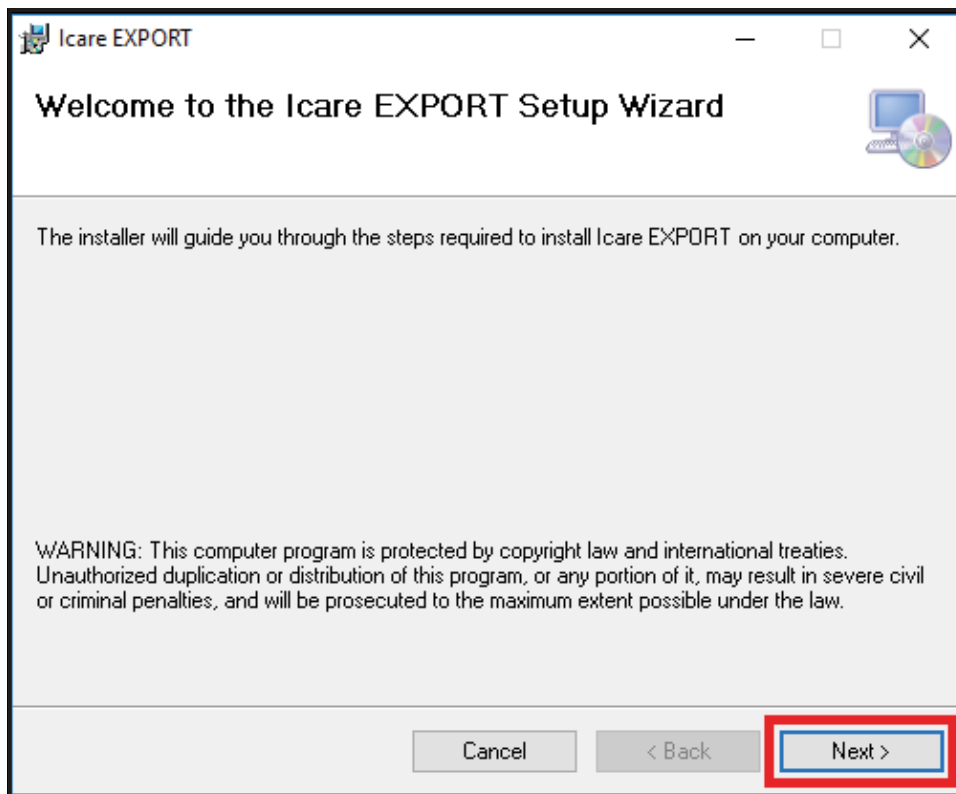 Icare EXPORT
Welcome to the Icare EXPORT Setup Wizard
The installer will guide you through the steps required to install Icare EXPORT on your computer.
WARNING: This computer program is protected by copyright law and international treaties.
Unauthorized duplication or distribution of this program, or any portion of it, may result in severe civil
or criminal penalties, and will be prosecuted to the maximum extent possible under the law.
Cancel
< Back
Next >